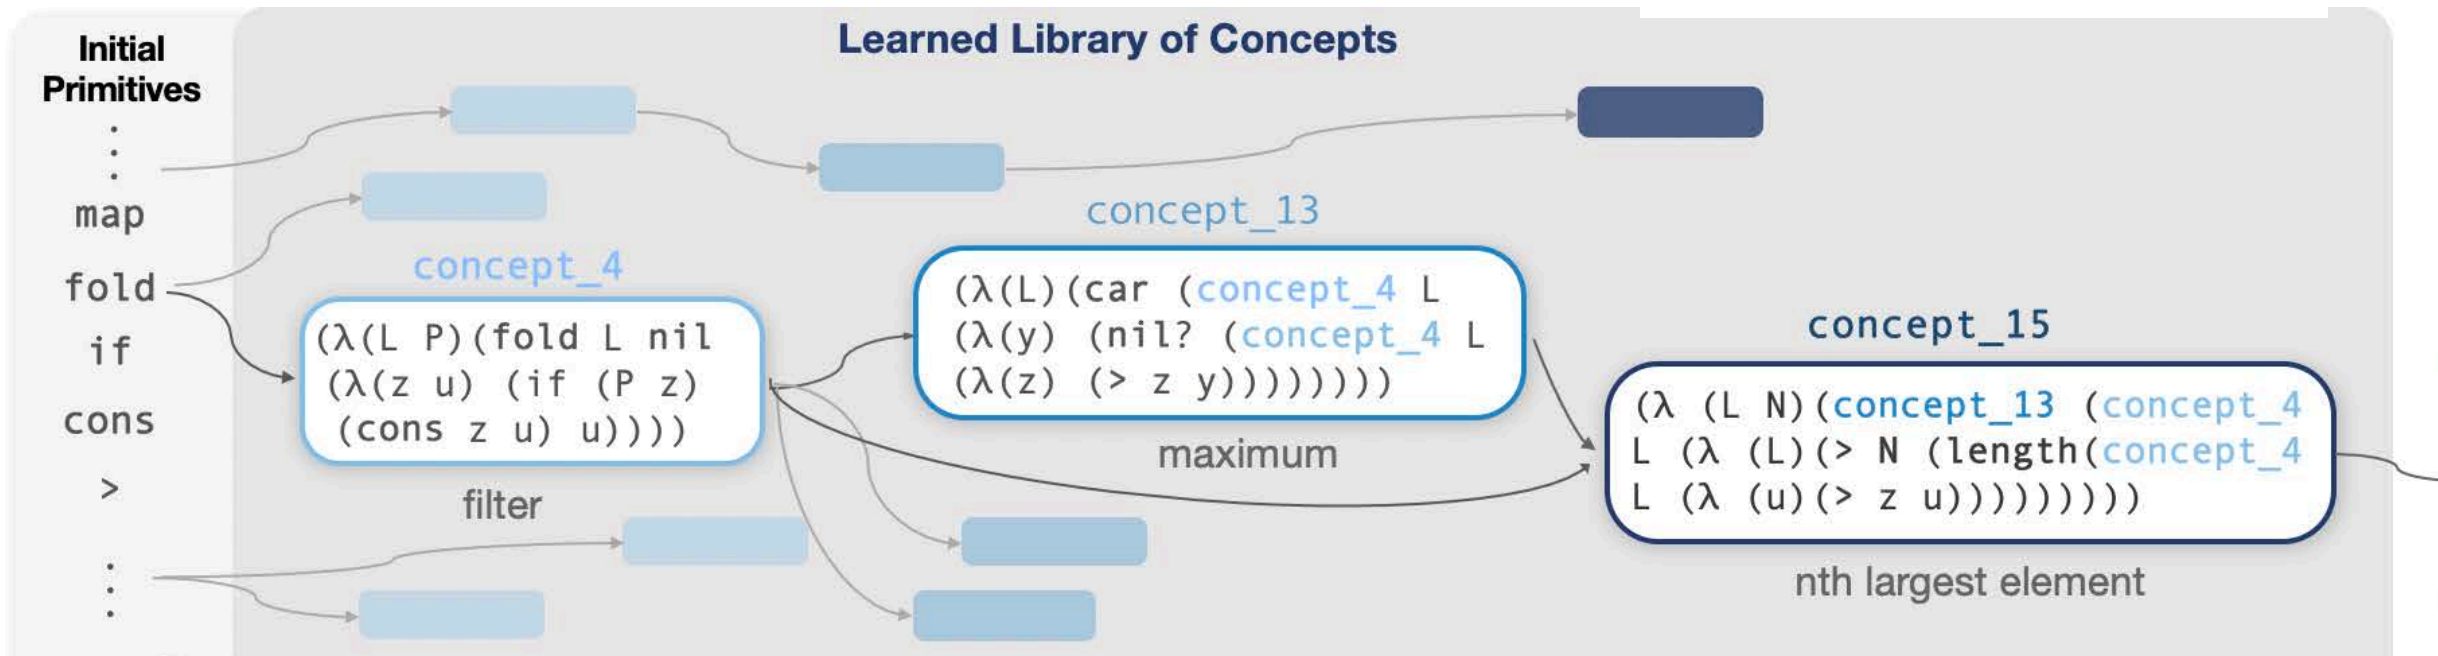 Initial
Primitives
⋮
map
fold
if
cons
>
⋮
Learned Library of Concepts
concept_4
(λ(L P)(fold L nil
(λ(z u) (if (P z)
(cons z u) u))))
filter
concept_13
(λ(L)(car (concept_4 L
(λ(y) (nil? (concept_4 L
(λ(z) (> z y))))))))
maximum
concept_15
(λ (L N)(concept_13 (concept_4
L (λ (L)(> N (length(concept_4
L (λ (u)(> z u)))))))))
nth largest element